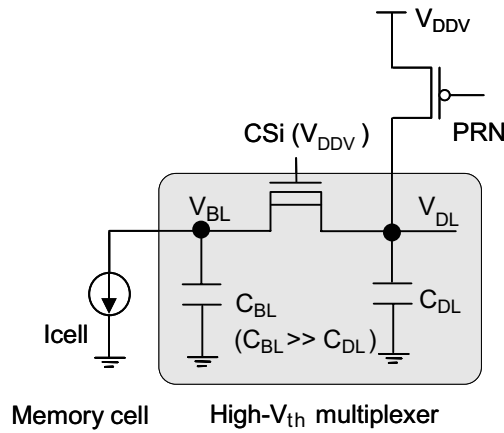 V_DDV
PRN
CSi (V_DDV)
V_BL
V_DL
C_BL
(C_BL >> C_DL)
C_DL
Icell
Memory cell
High-V_th multiplexer